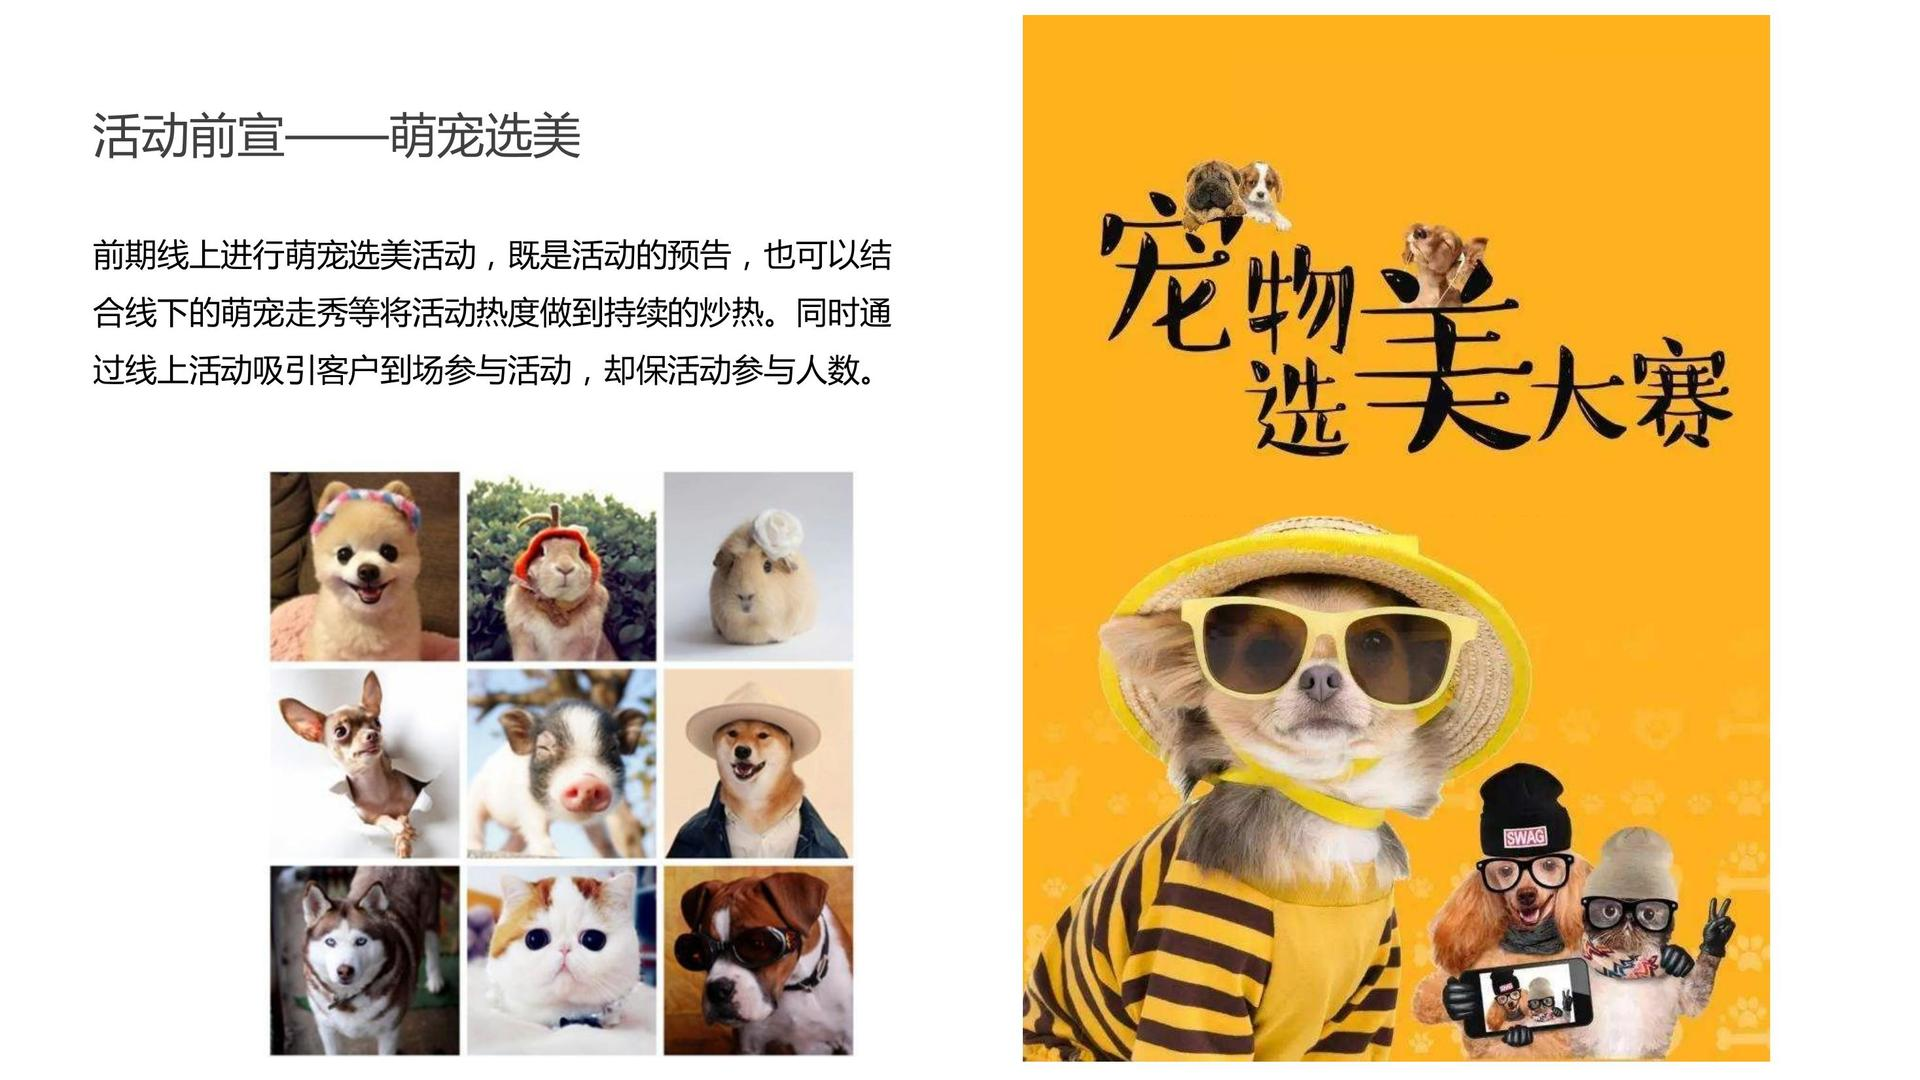 活动前宣——萌宠选美
前期线上进行萌宠选美活动，既是活动的预告，也可以结
合线下的萌宠走秀等将活动热度做到持续的炒热。同时通
过线上活动吸引客户到场参与活动，却保活动参与人数。
宠物
选美大赛
SWAG